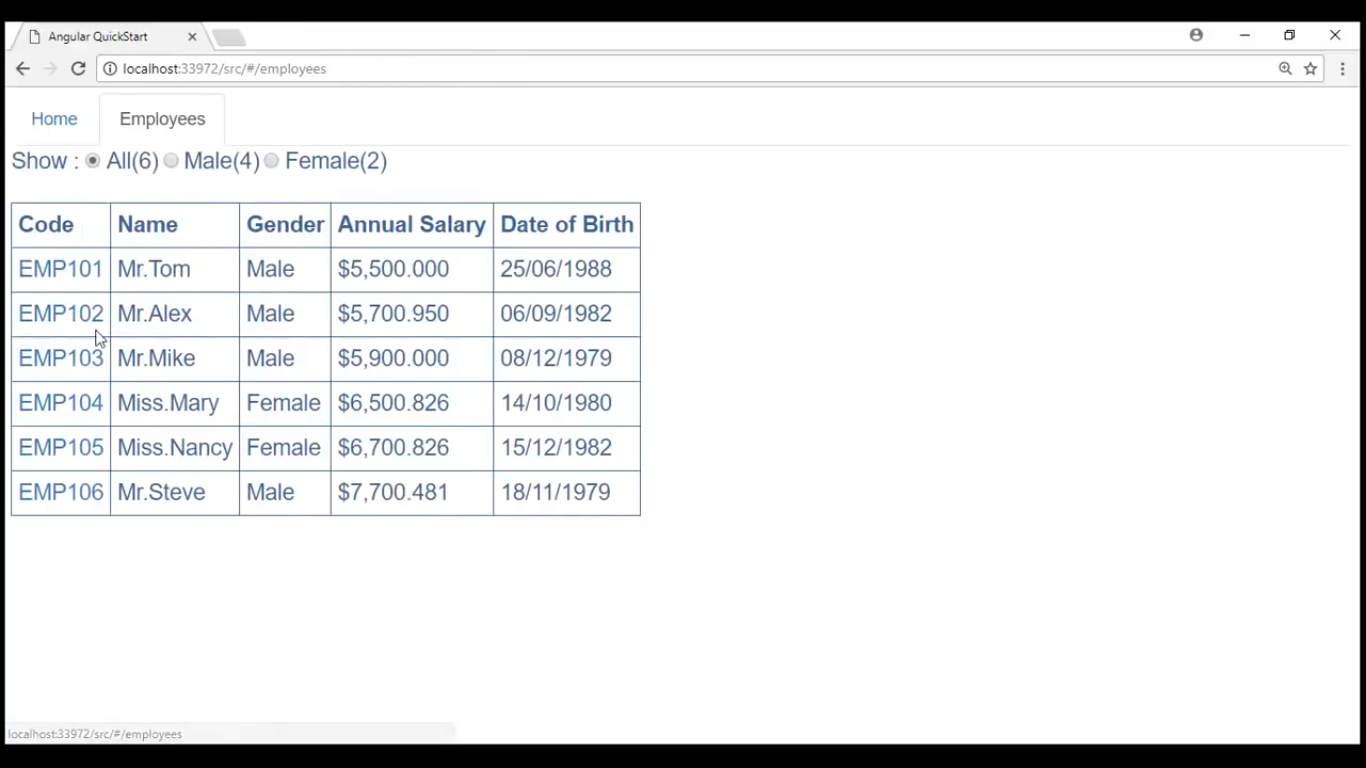 Angular QuickStart
localhost:33972/src/#/employees
Home Employees
Show : All(6) Male(4) Female(2)
Code Name Gender Annual Salary Date of Birth
EMP101 Mr.Tom Male $5,500.000 25/06/1988
EMP102 Mr.Alex Male $5,700.950 06/09/1982
EMP103 Mr.Mike Male $5,900.000 08/12/1979
EMP104 Miss.Mary Female $6,500.826 14/10/1980
EMP105 Miss.Nancy Female $6,700.826 15/12/1982
EMP106 Mr.Steve Male $7,700.481 18/11/1979
localhost:33972/src/#/employees